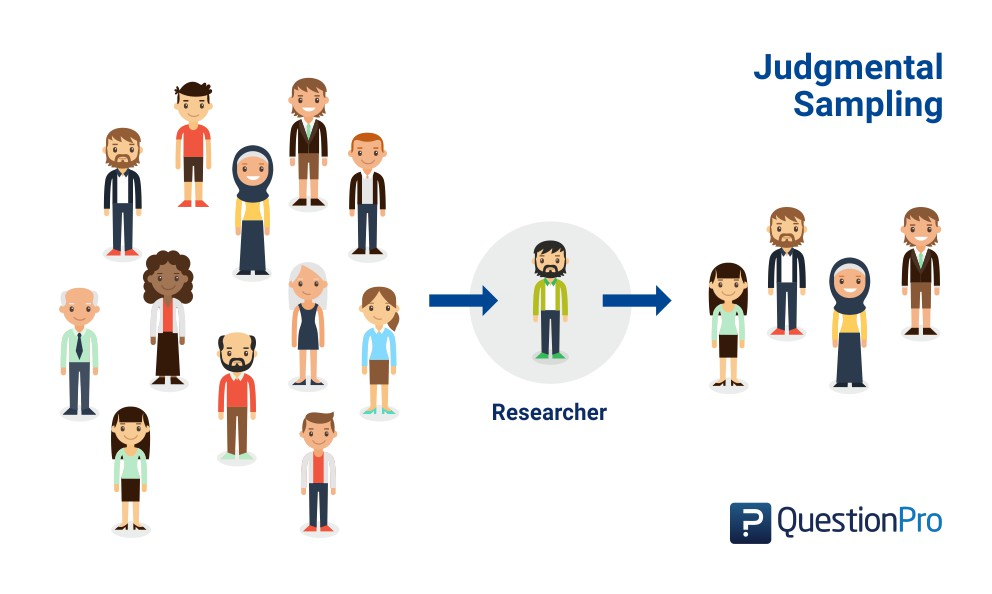 Judgmental
Sampling
Researcher
QuestionPro